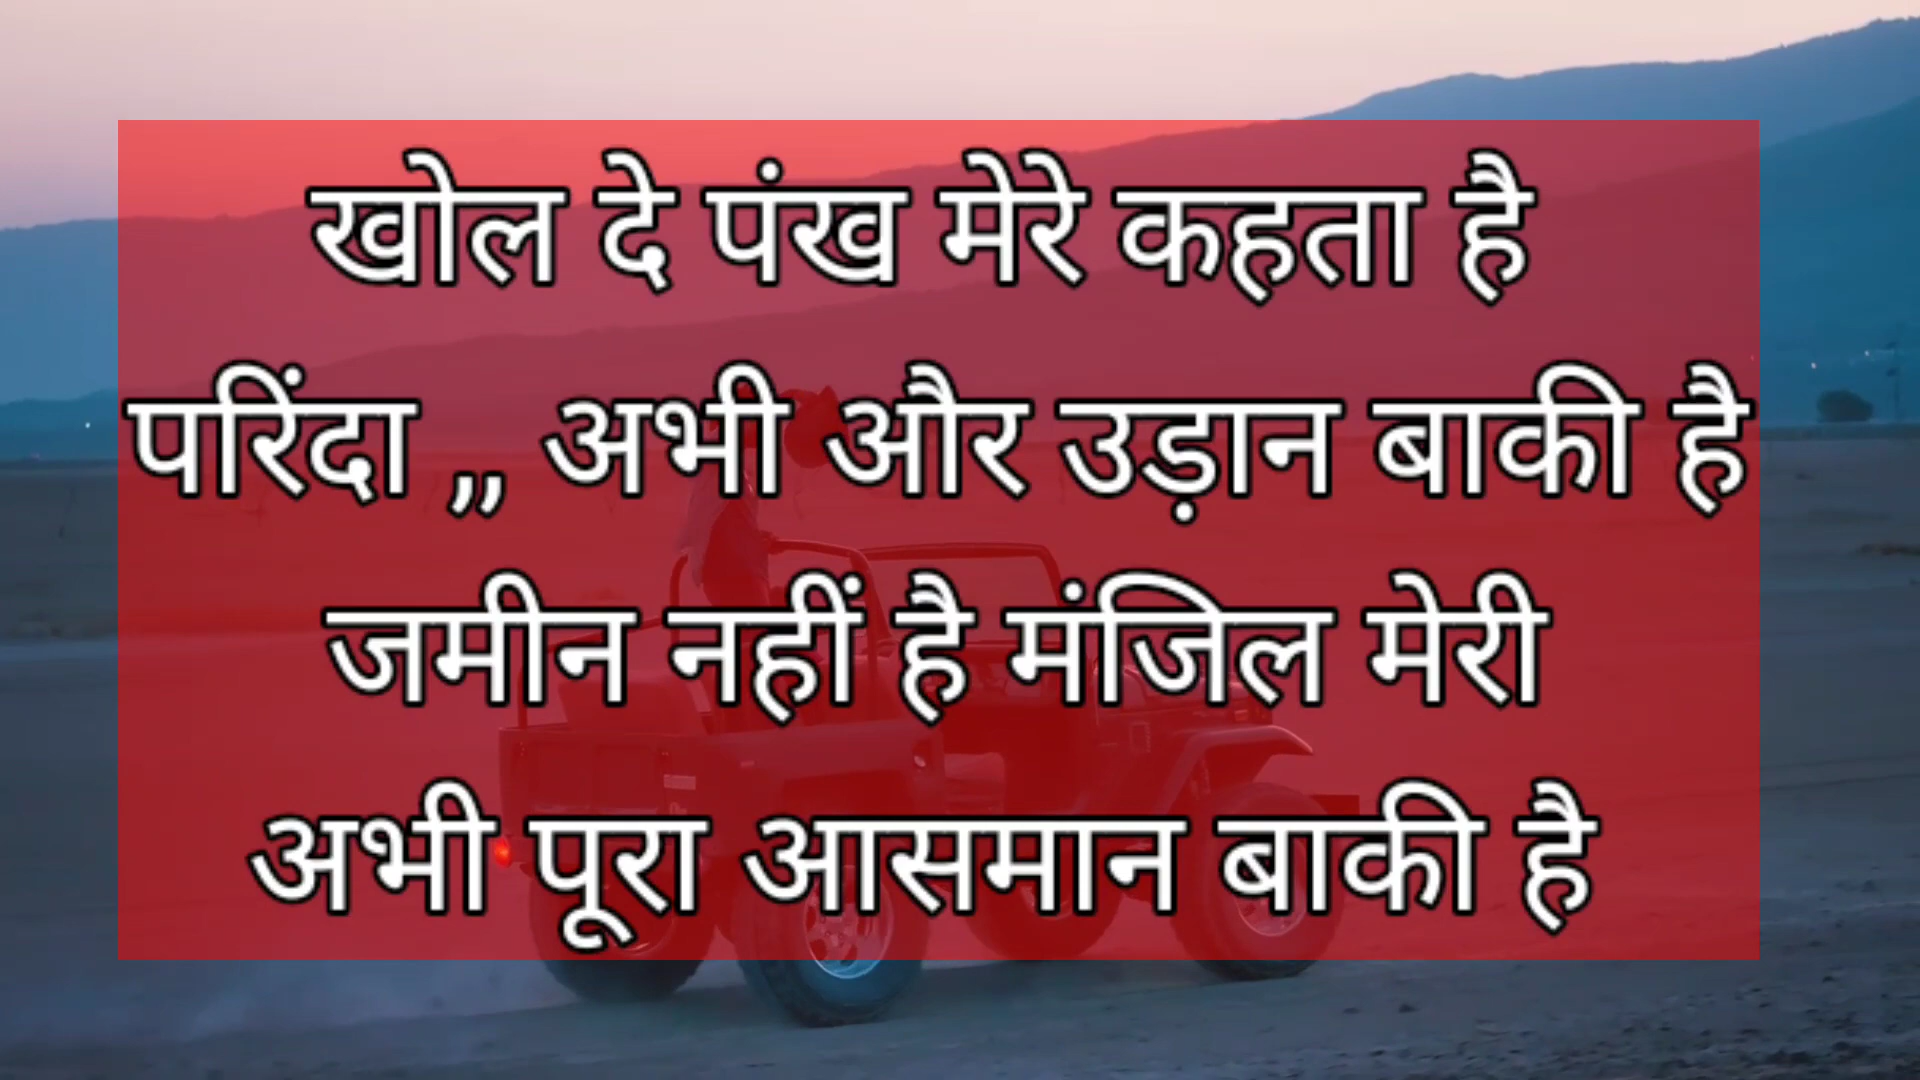 खोल दे पंख मेरे कहता है
परिंदा ,, अभी और उड़ान बाकी है
जमीन नहीं है मंजिल मेरी
अभी पूरा आसमान बाकी है